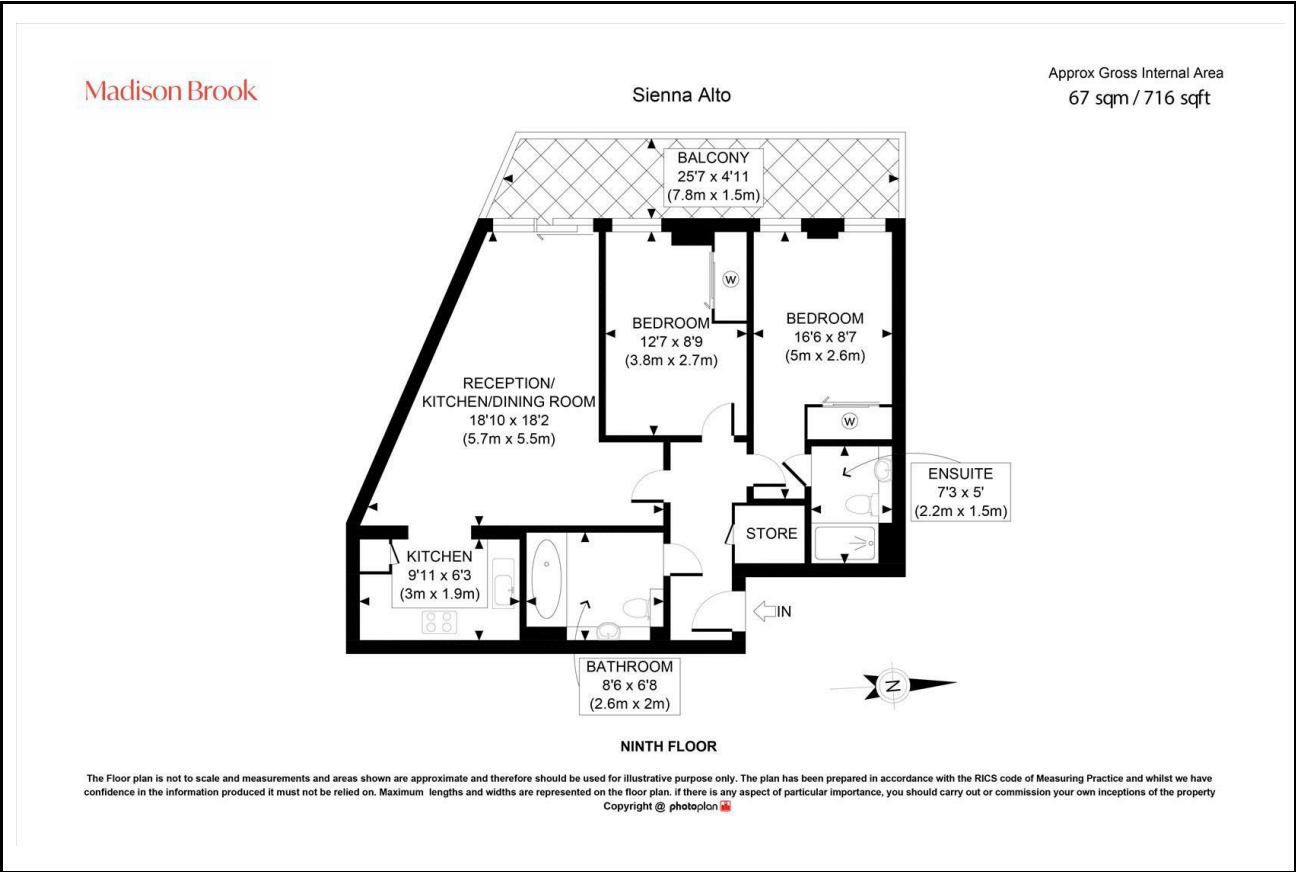 Madison Brook
Sienna Alto
Approx Gross Internal Area
67 sqm / 716 sqft
BALCONY
25'7 x 4'11
(7.8m x 1.5m)
W
BEDROOM
12'7 x 8'9
(3.8m x 2.7m)
BEDROOM
16'6 x 8'7
(5m x 2.6m)
RECEPTION/
KITCHEN/DINING ROOM
18'10 x 18'2
(5.7m x 5.5m)
W
ENSUITE
7'3 x 5'
(2.2m x 1.5m)
STORE
KITCHEN
9'11 x 6'3
(3m x 1.9m)
IN
BATHROOM
8'6 x 6'8
(2.6m x 2m)
N
NINTH FLOOR
The Floor plan is not to scale and measurements and areas shown are approximate and therefore should be used for illustrative purpose only. The plan has been prepared in accordance with the RICS code of Measuring Practice and whilst we have
confidence in the information produced it must not be relied on. Maximum lengths and widths are represented on the floor plan. if there is any aspect of particular importance, you should carry out or commission your own inceptions of the property
Copyright @ photoplan